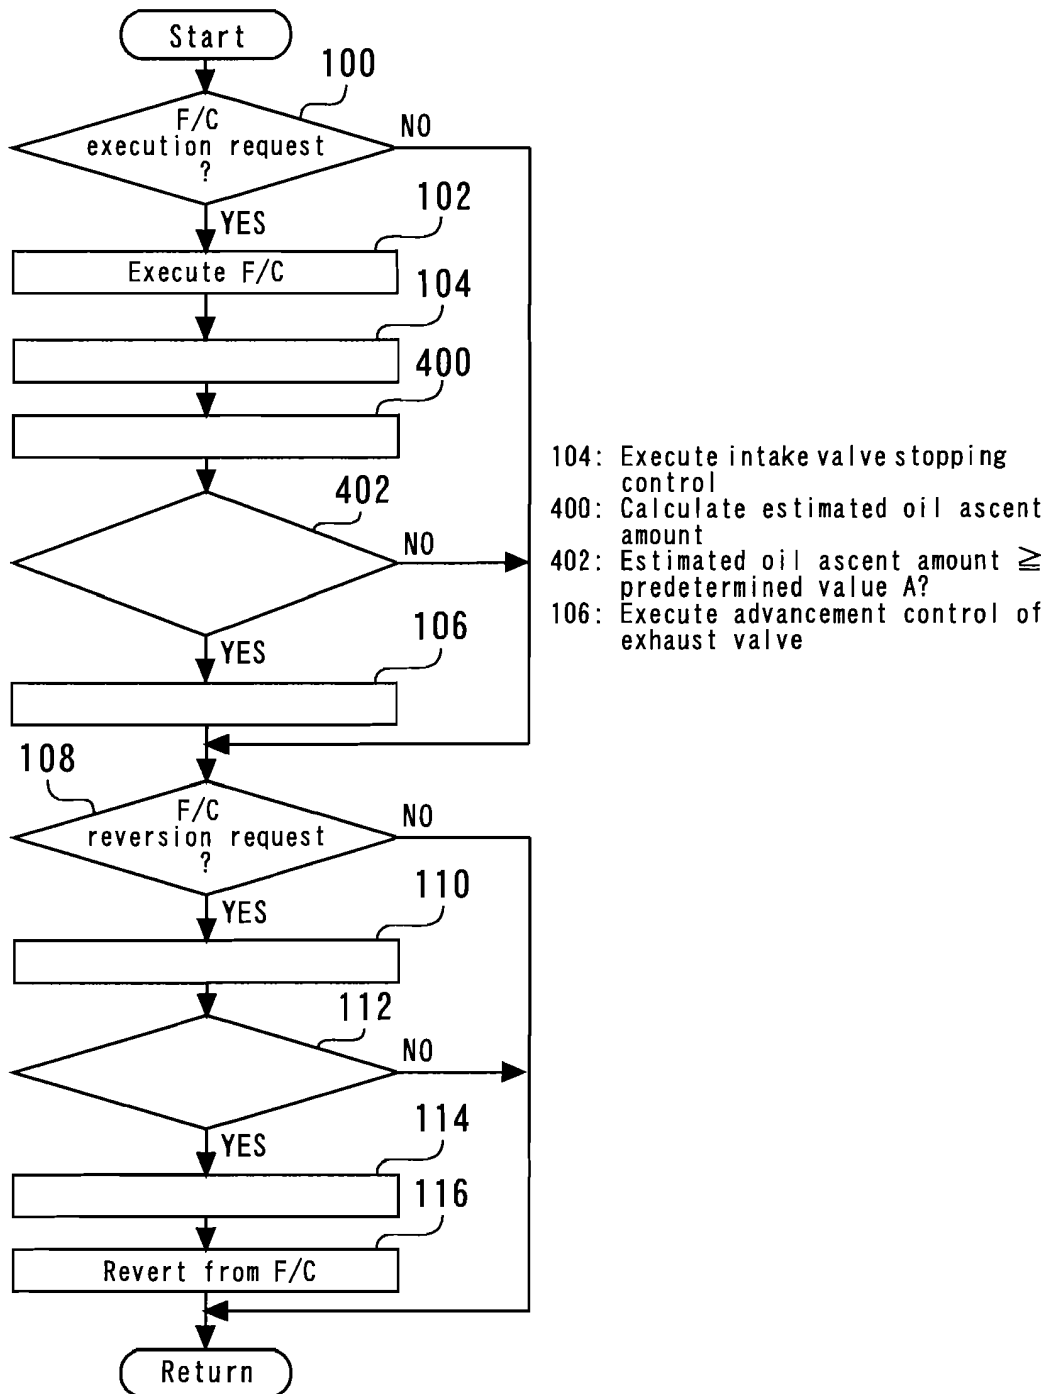 Start
100
F/C
execution request
?
NO
YES
102
Execute F/C
104
400
402
NO
YES
106
104: Execute intake valve stopping
control
400: Calculate estimated oil ascent
amount
402: Estimated oil ascent amount ≧
predetermined value A?
106: Execute advancement control of
exhaust valve
108
F/C
reversion request
?
NO
YES
110
112
NO
YES
114
116
Revert from F/C
Return